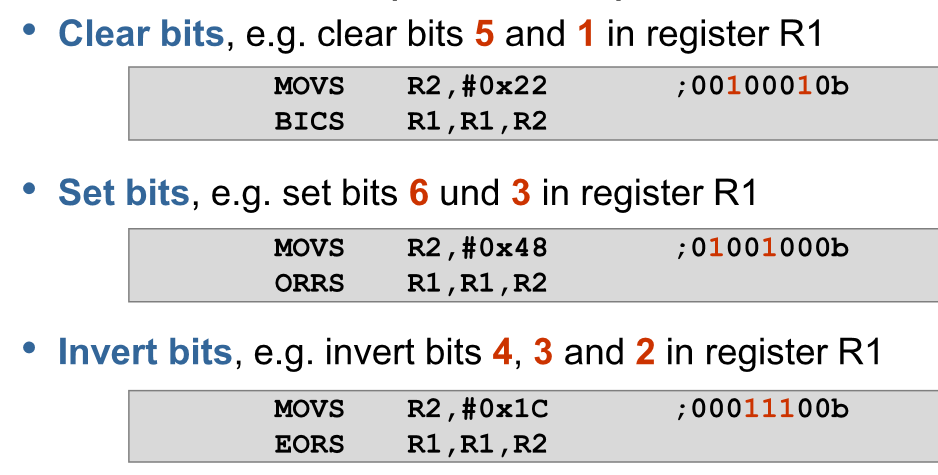 • Clear bits, e.g. clear bits 5 and 1 in register R1
MOVS R2,#0x22 ;00100010b
BICS R1,R1,R2
• Set bits, e.g. set bits 6 und 3 in register R1
MOVS R2,#0x48 ;01001000b
ORRS R1,R1,R2
• Invert bits, e.g. invert bits 4, 3 and 2 in register R1
MOVS R2,#0x1C ;00011100b
EORS R1,R1,R2